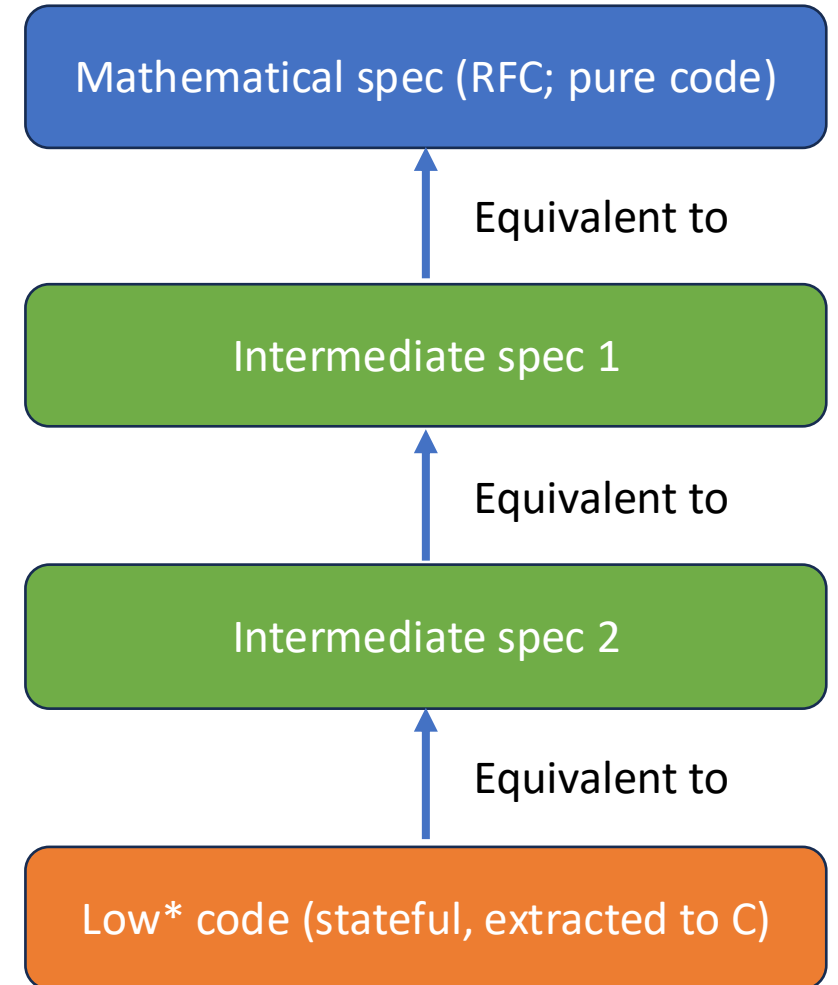 Mathematical spec (RFC; pure code)
Equivalent to
Intermediate spec 1
Equivalent to
Intermediate spec 2
Equivalent to
Low* code (stateful, extracted to C)